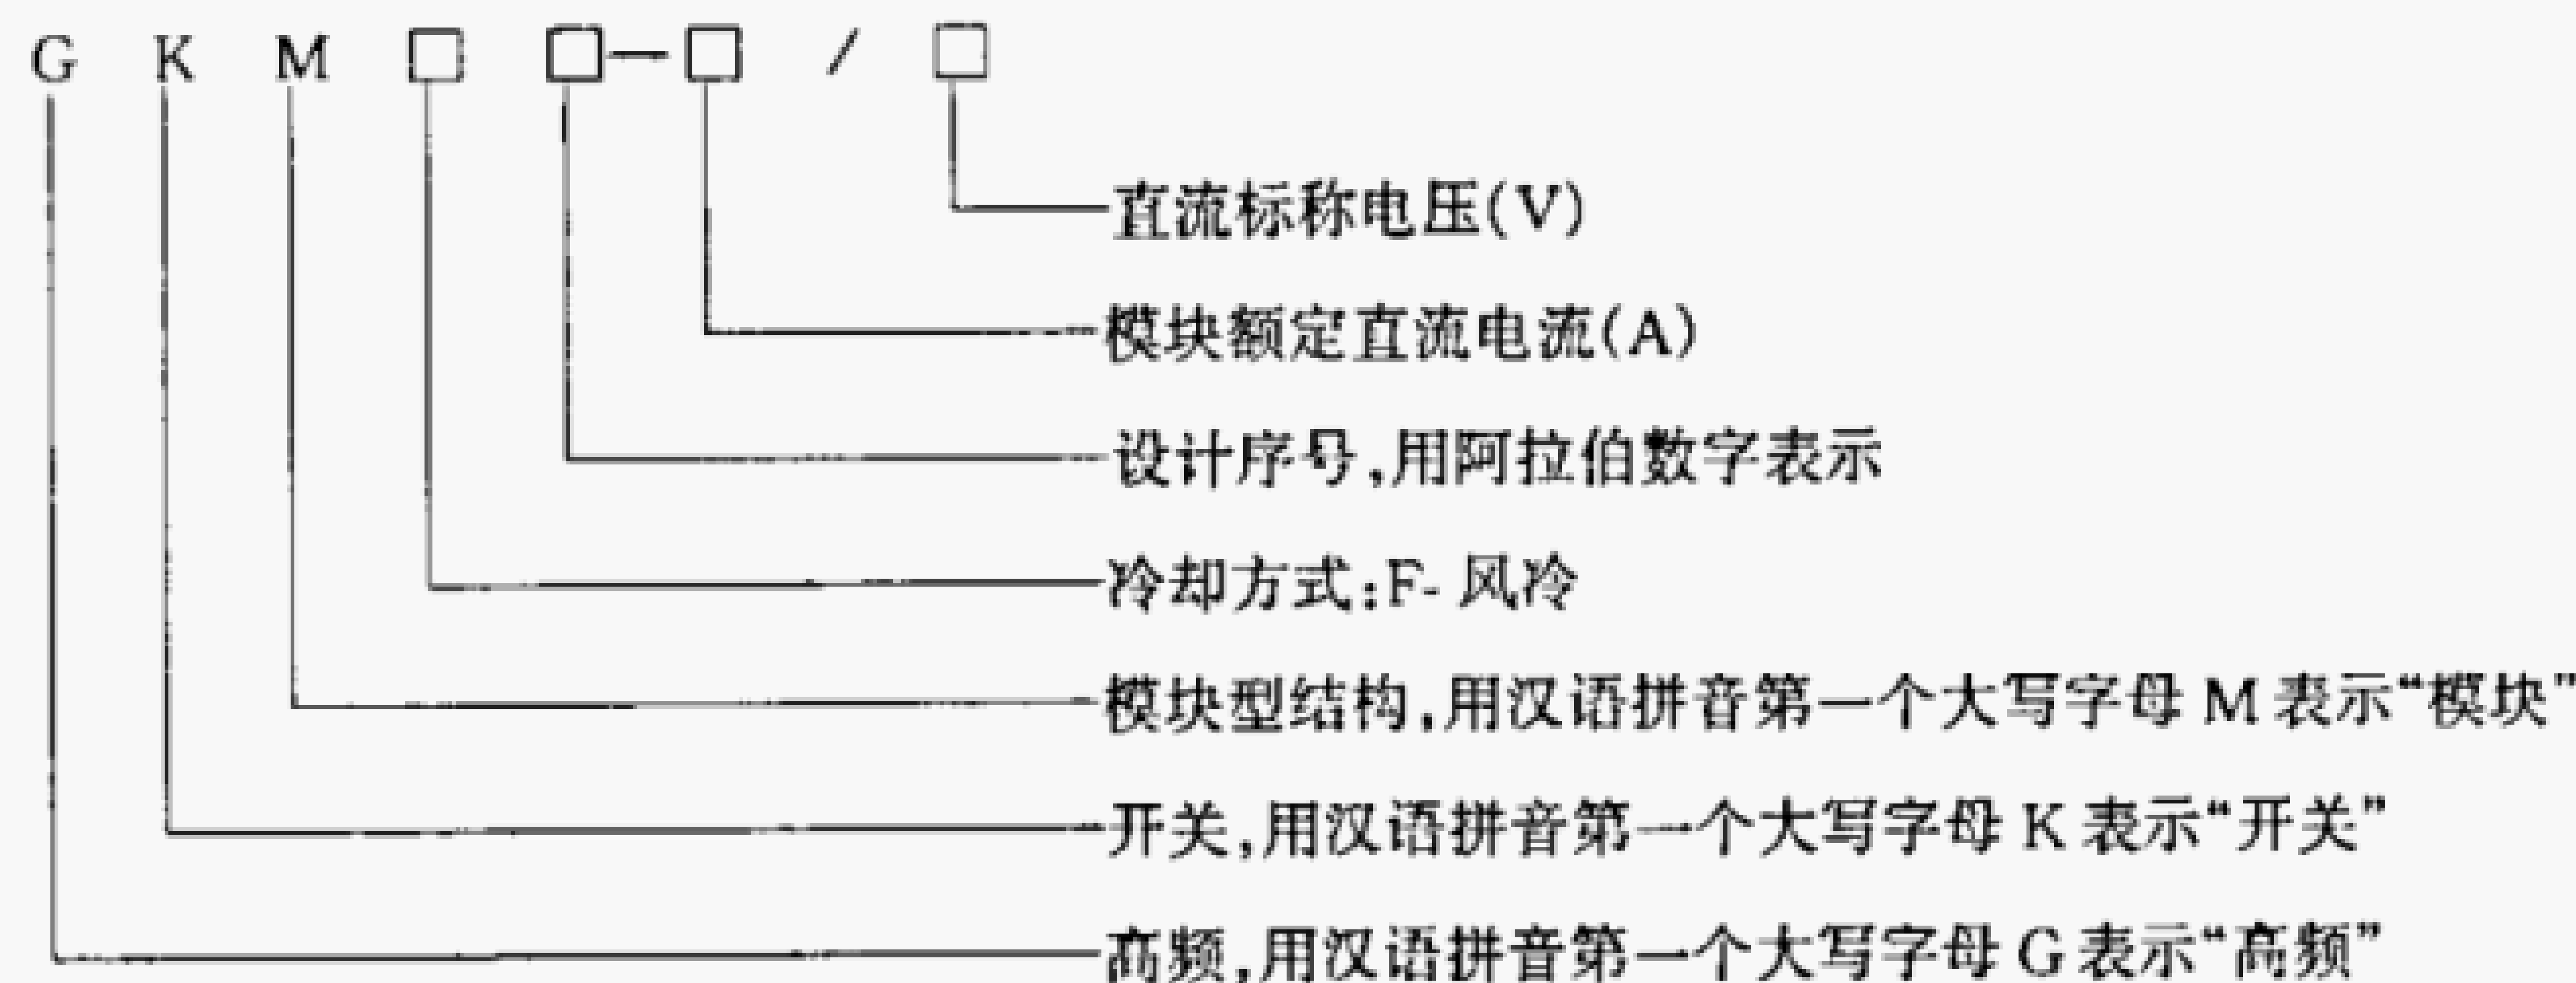 G K M □ □—□ / □
直流标称电压(V)
模块额定直流电流(A)
设计序号,用阿拉伯数字表示
冷却方式:F- 风冷
模块型结构,用汉语拼音第一个大写字母 M 表示“模块”
开关,用汉语拼音第一个大写字母 K 表示“开关”
高频,用汉语拼音第一个大写字母 G 表示“高频”